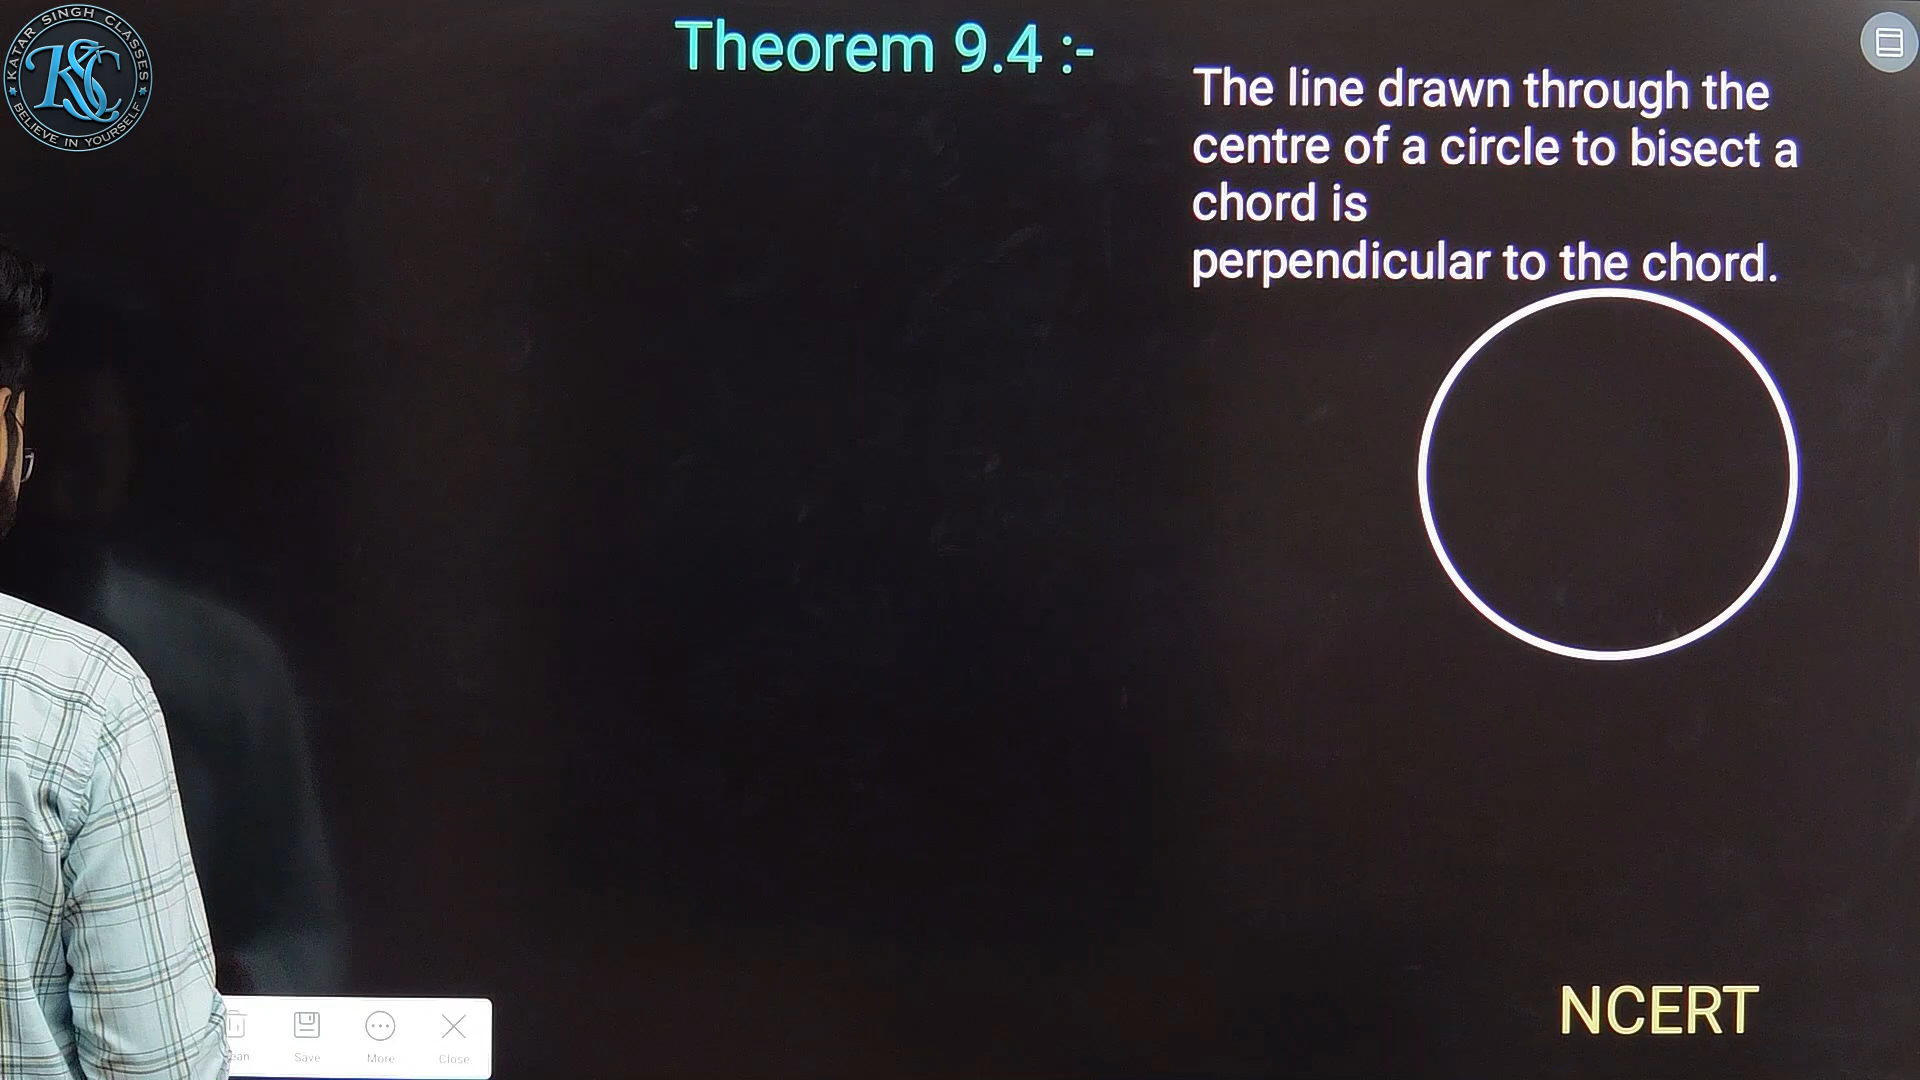 KATAR SINGH CLASSES
KSC
BELIEVE IN YOURSELF
Theorem 9.4 :-
The line drawn through the
centre of a circle to bisect a
chord is
perpendicular to the chord.
NCERT
Save
More
Close